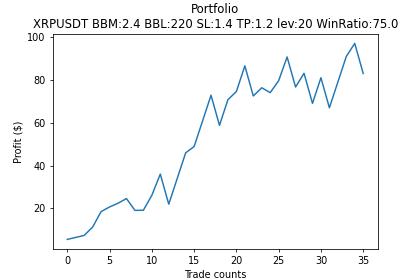 Portfolio
XRPUSDT BBM:2.4 BBL:220 SL:1.4 TP:1.2 lev:20 WinRatio:75.0
100
80
60
40
20
Profit ($)
0 5 10 15 20 25 30 35
Trade counts